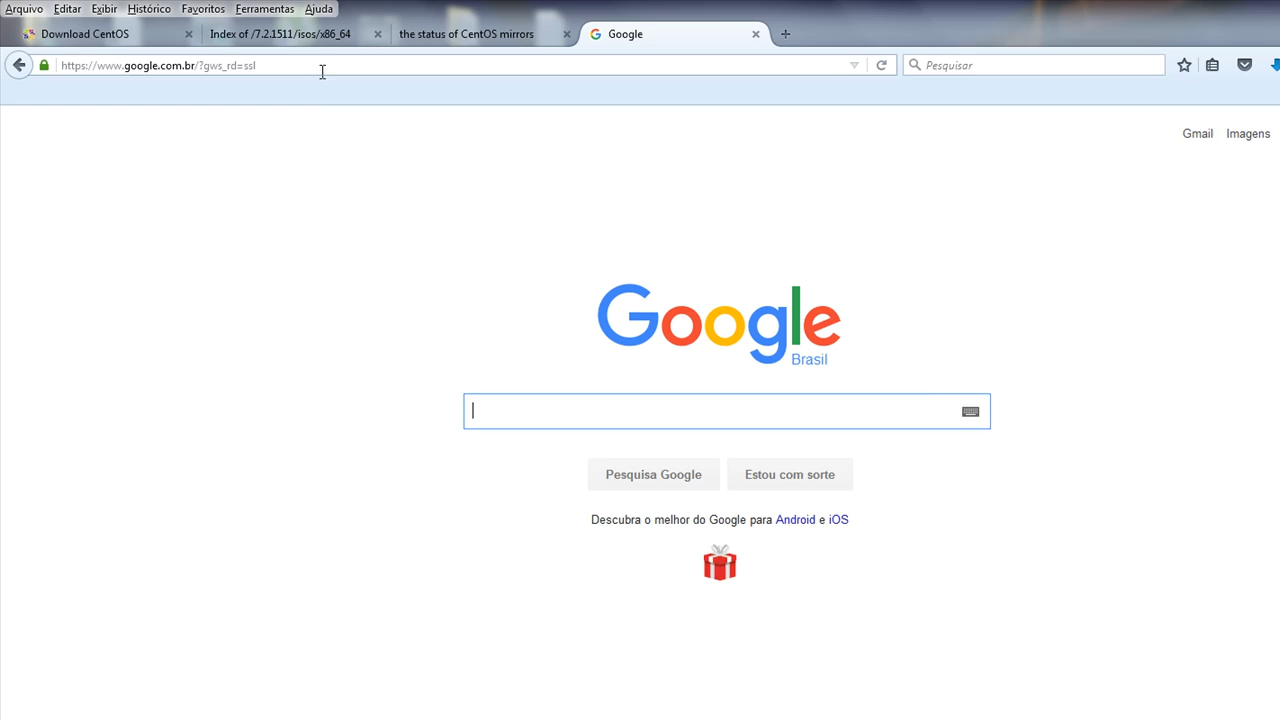 Arquivo Editar Exibir Histórico Favoritos Ferramentas Ajuda
Download CentOS Index of /7.2.1511/isos/x86_64 the status of CentOS mirrors Google
https://www.google.com.br/?gws_rd=ssl Pesquisar
Gmail Imagens
Google
Brasil
Pesquisa Google Estou com sorte
Descubra o melhor do Google para Android e iOS